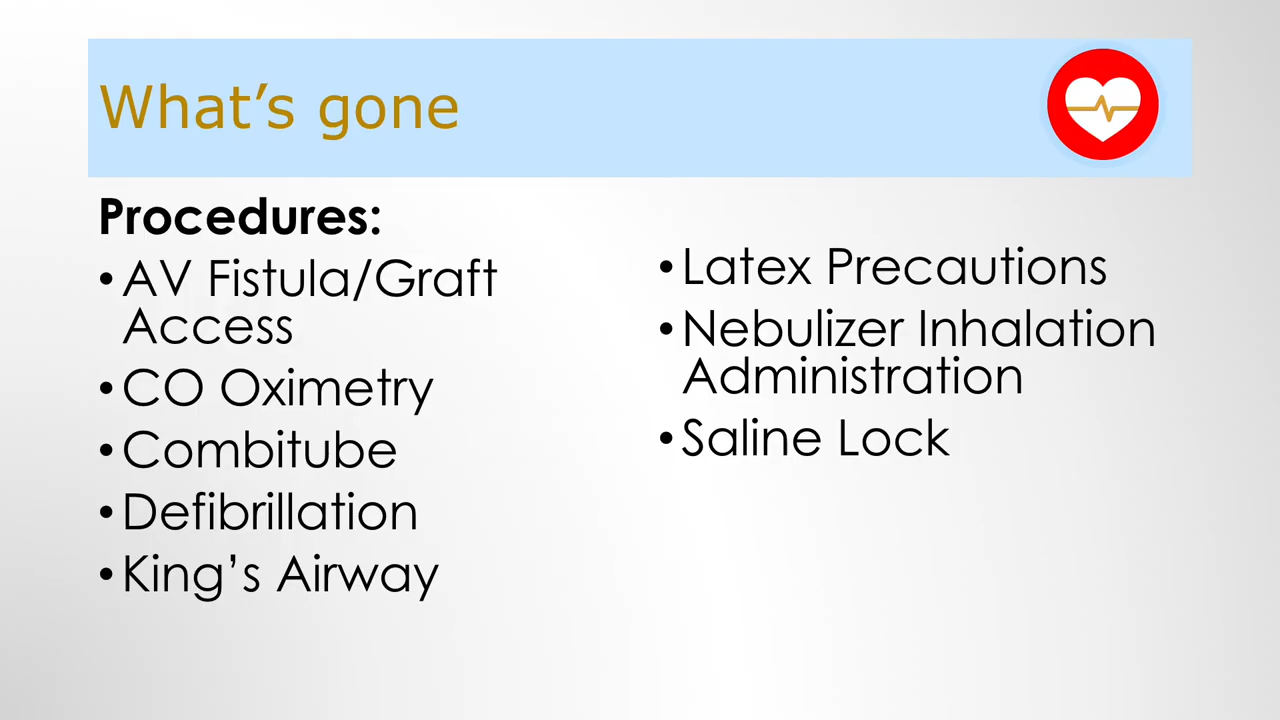 What’s gone
Procedures:
• AV Fistula/Graft
Access
• CO Oximetry
• Combitube
• Defibrillation
• King’s Airway
• Latex Precautions
• Nebulizer Inhalation
Administration
• Saline Lock